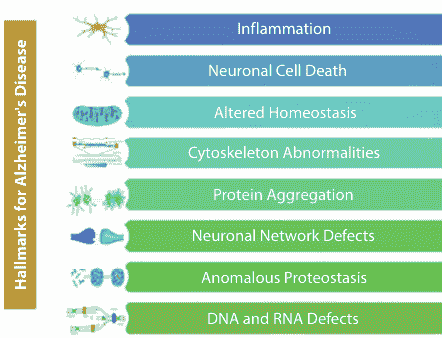 Hallmarks for Alzheimer's Disease
Inflammation
Neuronal Cell Death
Altered Homeostasis
Cytoskeleton Abnormalities
Protein Aggregation
Neuronal Network Defects
Anomalous Proteostasis
DNA and RNA Defects